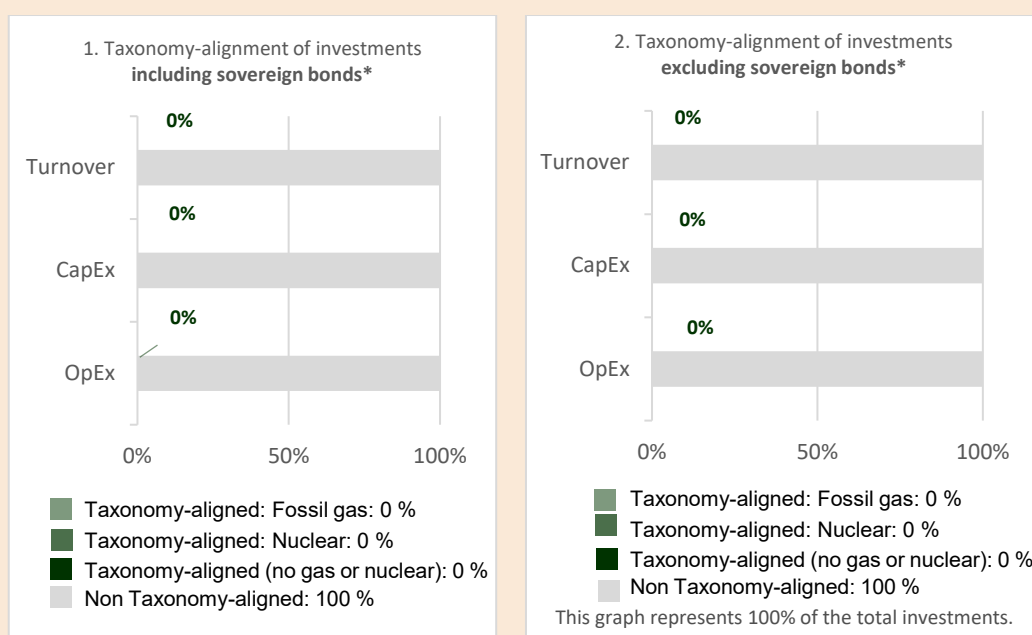 1. Taxonomy-alignment of investments
including sovereign bonds*
0%
Turnover
0%
CapEx
0%
OpEx
0%
50%
100%
Taxonomy-aligned: Fossil gas: 0 %
Taxonomy-aligned: Nuclear: 0 %
Taxonomy-aligned (no gas or nuclear): 0 %
Non Taxonomy-aligned: 100 %
2. Taxonomy-alignment of investments
excluding sovereign bonds*
0%
Turnover
0%
CapEx
0%
OpEx
0%
50%
100%
Taxonomy-aligned: Fossil gas: 0 %
Taxonomy-aligned: Nuclear: 0 %
Taxonomy-aligned (no gas or nuclear): 0 %
Non Taxonomy-aligned: 100 %
This graph represents 100% of the total investments.